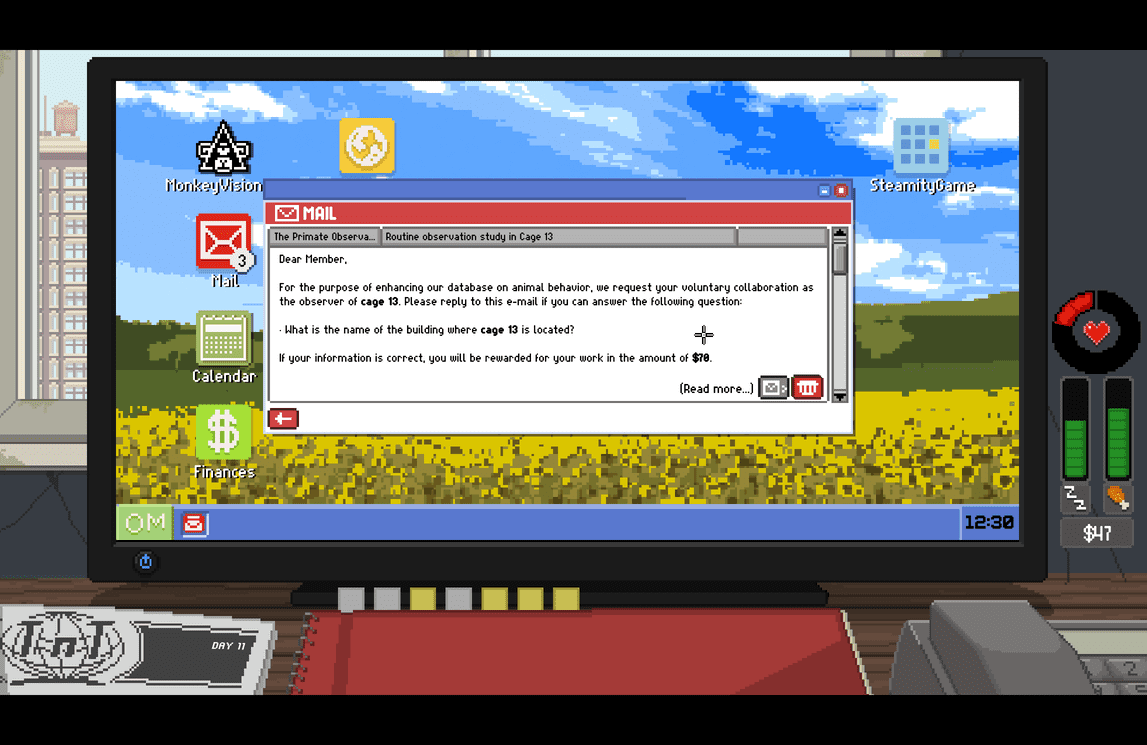 MonkeyVision
SteamityGame
MAIL
The Primate Observa... Routine observation study in Cage 13
Dear Member,
For the purpose of enhancing our database on animal behavior, we request your voluntary collaboration as
the observer of cage 13. Please reply to this e-mail if you can answer the following question:
· What is the name of the building where cage 13 is located?
If your information is correct, you will be rewarded for your work in the amount of $70.
(Read more...)
3
Mail
Calendar
$
Finances
OM
12:30
zzz
$47
TnT
DAY 11
2